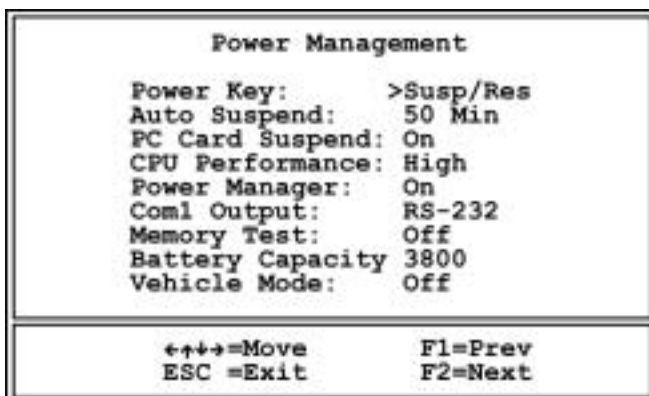 Power Management
Power Key: >Susp/Res
Auto Suspend: 50 Min
PC Card Suspend: On
CPU Performance: High
Power Manager: On
Com1 Output: RS-232
Memory Test: Off
Battery Capacity 3800
Vehicle Mode: Off
←↑↓→=Move F1=Prev
ESC =Exit F2=Next